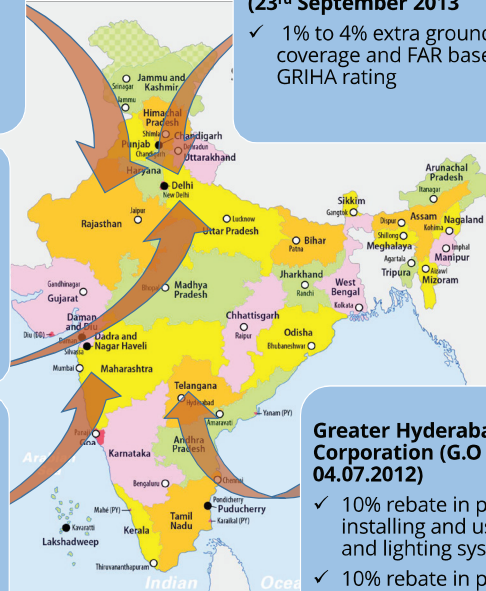 (23rd September 2013
✓ 1% to 4% extra ground
coverage and FAR base
GRIHA rating
Jammu and
Kashmir
Srinagar
Jammu
Himachal
Pradesh
Shimla
Chandigarh
Punjab
Chandigarh
Dehradun
Uttarakhand
Haryana
Delhi
New Delhi
Arunachal
Pradesh
Itanagar
Sikkim
Gangtok
Dispur
Assam
Nagaland
Kohima
Shillong
Meghalaya
Imphal
Manipur
Agartala
Tripura
Aizawl
Mizoram
Jaipur
Rajasthan
Lucknow
Uttar Pradesh
Bihar
Patna
Gandhinagar
Gujarat
Bhopal
Madhya
Pradesh
Jharkhand
Ranchi
West
Bengal
Kolkata
Chhattisgarh
Raipur
Daman
and Diu
Diu (DD)
Daman
Silvassa
Dadra and
Nagar Haveli
Odisha
Bhubaneshwar
Mumbai
Maharashtra
Telangana
Hyderabad
Yanam (PY)
Amaravati
Panaji
Goa
Karnataka
Andhra
Pradesh
Bengaluru
Chennai
Mahé (PY)
Pondicherry
Puducherry
Karaikal (PY)
Tamil
Nadu
Kerala
Kavaratti
Lakshadweep
Thiruvananthapuram
Indian Ocea
Greater Hyderaba
Corporation (G.O
04.07.2012)
✓ 10% rebate in p
installing and us
and lighting sys
✓ 10% rebate in p